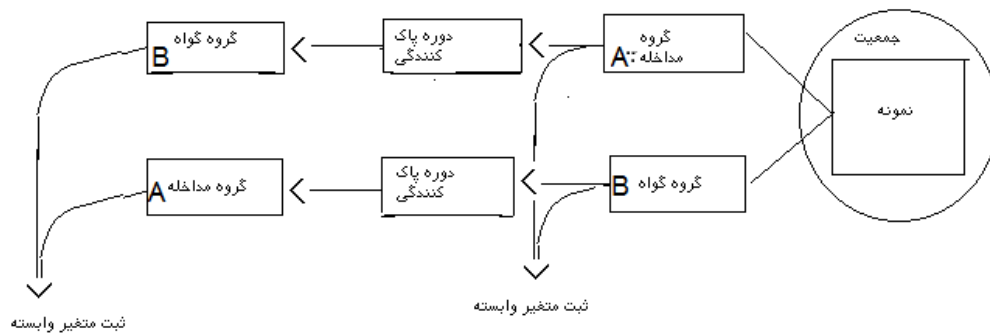 جمعیت
نمونه
گروه
مداخله A
دوره پاک
کنندگی
گروه گواه B
گروه گواه B
دوره پاک
کنندگی
گروه مداخله A
ثبت متغیر وابسته
ثبت متغیر وابسته